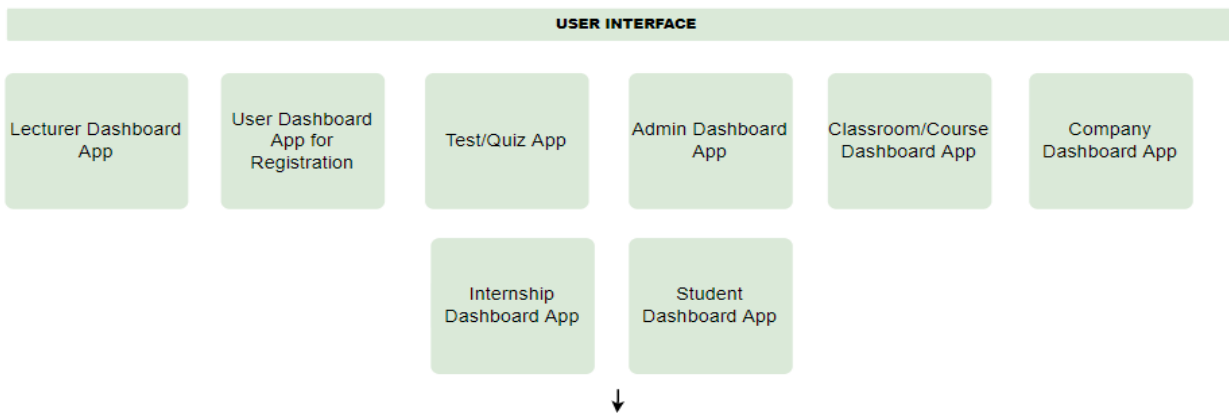 USER INTERFACE
Lecturer Dashboard
App
User Dashboard
App for
Registration
Test/Quiz App
Admin Dashboard
App
Classroom/Course
Dashboard App
Company
Dashboard App
Internship
Dashboard App
Student
Dashboard App